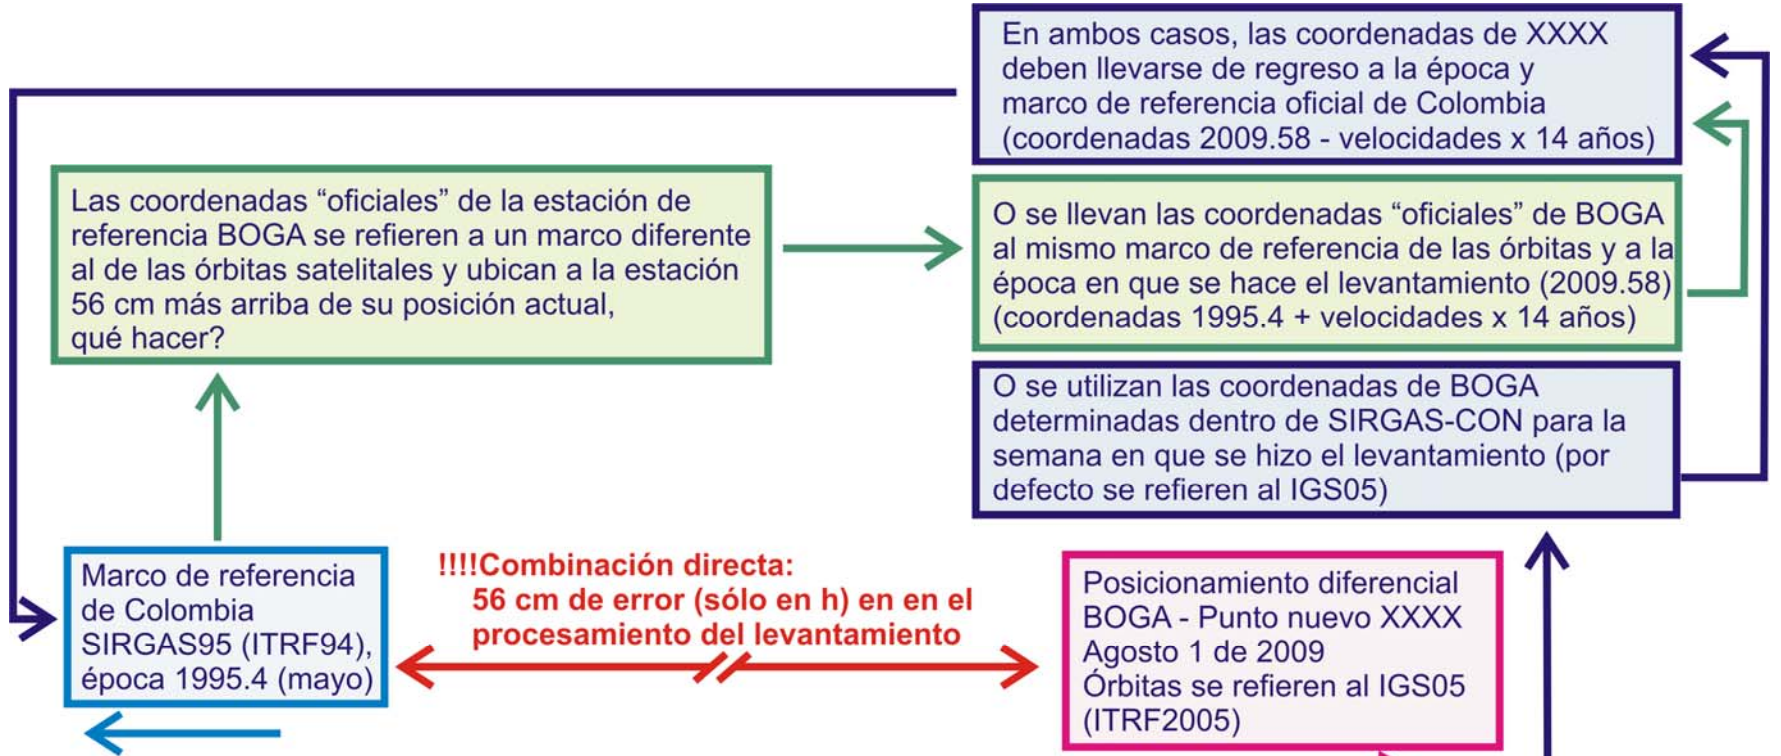 En ambos casos, las coordenadas de XXXX
deben llevarse de regreso a la época y
marco de referencia oficial de Colombia
(coordenadas 2009.58 - velocidades x 14 años)
Las coordenadas “oficiales” de la estación de
referencia BOGA se refieren a un marco diferente
al de las órbitas satelitales y ubican a la estación
56 cm más arriba de su posición actual,
qué hacer?
O se llevan las coordenadas “oficiales” de BOGA
al mismo marco de referencia de las órbitas y a la
época en que se hace el levantamiento (2009.58)
(coordenadas 1995.4 + velocidades x 14 años)
O se utilizan las coordenadas de BOGA
determinadas dentro de SIRGAS-CON para la
semana en que se hizo el levantamiento (por
defecto se refieren al IGS05)
Marco de referencia
de Colombia
SIRGAS95 (ITRF94),
época 1995.4 (mayo)
!!!!Combinación directa:
56 cm de error (sólo en h) en en el
procesamiento del levantamiento
Posicionamiento diferencial
BOGA - Punto nuevo XXXX
Agosto 1 de 2009
Órbitas se refieren al IGS05
(ITRF2005)